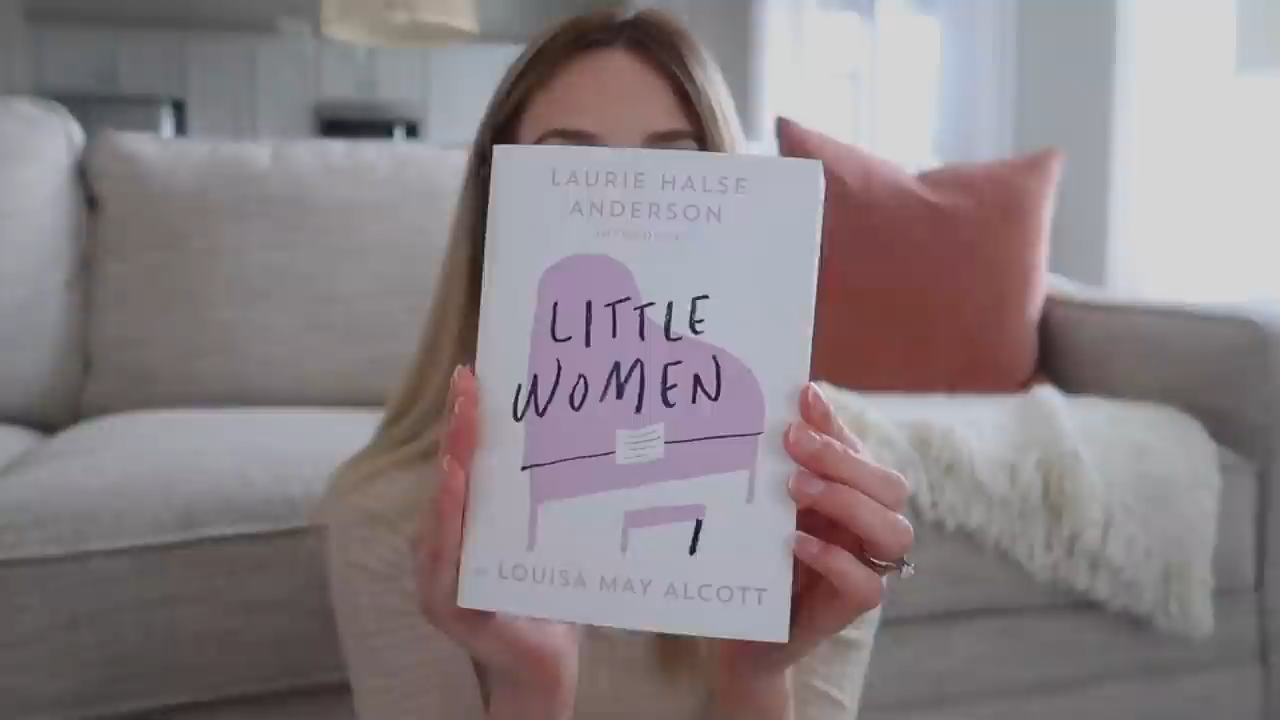 LAURIE HALSE
ANDERSON
LITTLE
WOMEN
LOUISA MAY ALCOTT